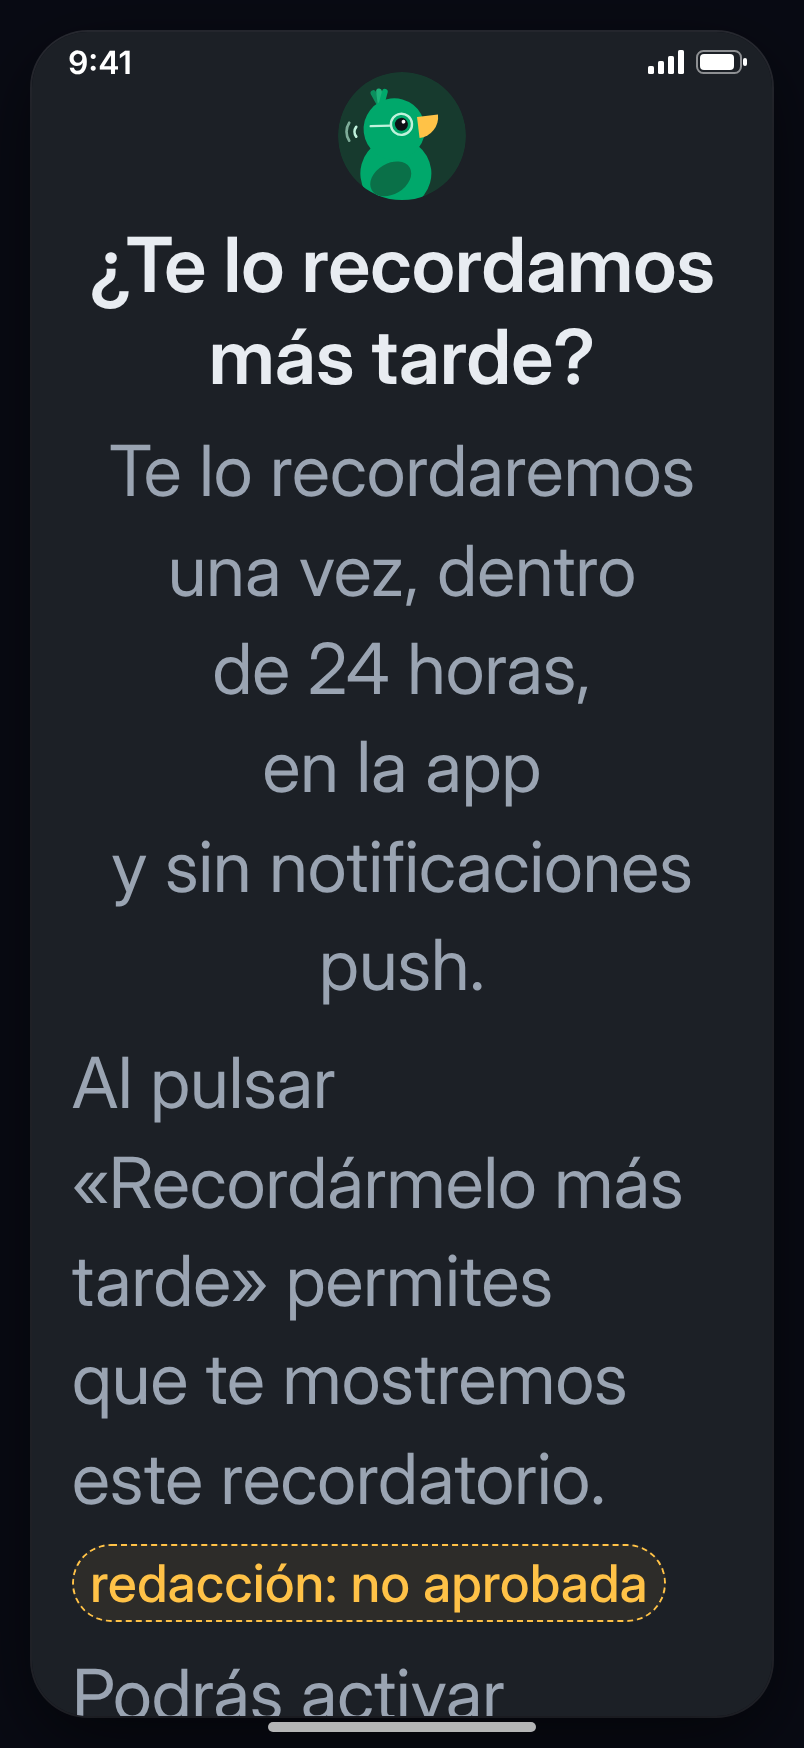 9:41
¿Te lo recordamos
más tarde?
Te lo recordaremos
una vez, dentro
de 24 horas,
en la app
y sin notificaciones
push.
Al pulsar
«Recordármelo más
tarde» permites
que te mostremos
este recordatorio.
redacción: no aprobada
Podrás activar